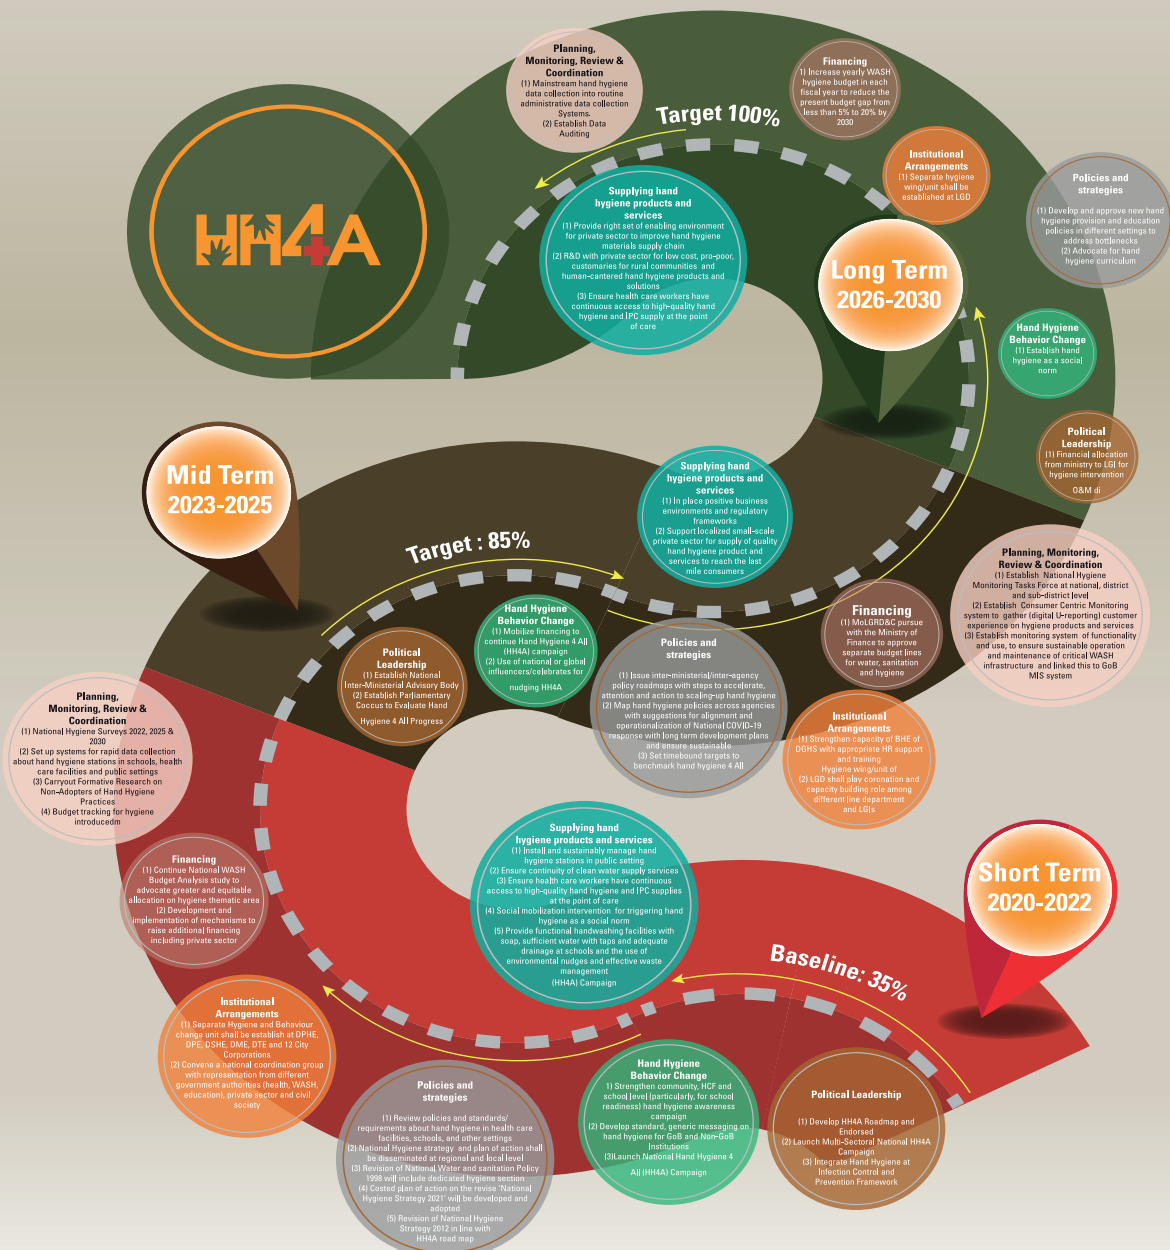 HH4A
Planning,
Monitoring, Review &
Coordination
(1) Mainstream hand hygiene
data collection into routine
administrative data collection
Systems.
(2) Establish Data
Auditing
Target 100%
Financing
1) Increase yearly WASH
hygiene budget in each
fiscal year to reduce the
present budget gap from
less than 5% to 20% by
2030
Institutional
Arrangements
(1) Separate hygiene
wing/unit shall be
established at LGD
Policies and
strategies
(1) Develop and approve new hand
hygiene provision and education
policies in different settings to
address bottlenecks
(2) Advocate for hand
hygiene curriculum
Supplying hand
hygiene products and
services
(1) Provide right set of enabling environment
for private sector to improve hand hygiene
materials supply chain
(2) R&D with private sector for low cost, pro-poor,
customaries for rural communities and
human-cantered hand hygiene products and
solutions
(3) Ensure health care workers have
continuous access to high-quality hand
hygiene and IPC supply at the point
of care
Long Term
2026-2030
Hand Hygiene
Behavior Change
(1) Establish hand
hygiene as a social
norm
Political
Leadership
(1) Financial allocation
from ministry to LGI for
hygiene intervention
O&M di
Mid Term
2023-2025
Target : 85%
Supplying hand
hygiene products and
services
(1) In place positive business
environments and regulatory
frameworks
(2) Support localized small-scale
private sector for supply of quality
hand hygiene product and
services to reach the last
mile consumers
Planning, Monitoring,
Review & Coordination
(1) Establish National Hygiene
Monitoring Tasks Force at national, district
and sub-district level
(2) Establish Consumer Centric Monitoring
system to gather (digital U-reporting) customer
experience on hygiene products and services
(3) Establish monitoring system of functionality
and use, to ensure sustainable operation
and maintenance of critical WASH
infrastructure and linked this to GoB
MIS system
Financing
(1) MoLGRD&C pursue
with the Ministry of
Finance to approve
separate budget lines
for water, sanitation
and hygiene
Hand Hygiene
Behavior Change
(1) Mobilize financing to
continue Hand Hygiene 4 All
(HH4A) campaign
(2) Use of national or global
influencers/celebrates for
nudging HH4A
Political
Leadership
(1) Establish National
Inter-Ministerial Advisory Body
(2) Establish Parliamentary
Coccus to Evaluate Hand
Hygiene 4 All Progress
Policies and
strategies
(1) Issue inter-ministerial/inter-agency
policy roadmaps with steps to accelerate,
attention and action to scaling-up hand hygiene
(2) Map hand hygiene policies across agencies
with suggestions for alignment and
operationalization of National COVID-19
response with long term development plans
and ensure sustainable
(3) Set timebound targets to
benchmark hand hygiene 4 All
Institutional
Arrangements
(1) Strengthen capacity of BHE of
DGHS with appropriate HR support
and training
Hygiene wing/unit of
(2) LGD shall play coronation and
capacity building role among
different line department
and LGIs
Planning,
Monitoring, Review &
Coordination
(1) National Hygiene Surveys 2022, 2025 &
2030
(2) Set up systems for rapid data collection
about hand hygiene stations in schools, health
care facilities and public settings
(3) Carryout Formative Research on
Non-Adopters of Hand Hygiene
Practices
(4) Budget tracking for hygiene
introducedm
Financing
(1) Continue National WASH
Budget Analysis study to
advocate greater and equitable
allocation on hygiene thematic area
(2) Development and
implementation of mechanisms to
raise additional financing
including private sector
Supplying hand
hygiene products and services
(1) Install and sustainably manage hand
hygiene stations in public setting
(2) Ensure continuity of clean water supply services
(3) Ensure health care workers have continuous
access to high-quality hand hygiene and IPC supplies
at the point of care
(4) Social mobilization intervention for triggering hand
hygiene as a social norm
(5) Provide functional handwashing facilities with
soap, sufficient water with taps and adequate
drainage at schools and the use of
environmental nudges and effective waste
management
(HH4A) Campaign
Short Term
2020-2022
Baseline: 35%
Institutional
Arrangements
(1) Separate Hygiene and Behaviour
change unit shall be establish at DPHE,
DPE, DSHE, DME, DTE and 12 City
Corporations
(2) Convene a national coordination group
with representation from different
government authorities (health, WASH,
education), private sector and civil
society
Policies and
strategies
(1) Review policies and standards/
requirements about hand hygiene in health care
facilities, schools, and other settings
(2) National Hygiene strategy and plan of action shall
be disseminated at regional and local level
(3) Revision of National Water and sanitation Policy
1998 will include dedicated hygiene section
(4) Costed plan of action on the revise 'National
Hygiene Strategy 2021' will be developed and
adopted
(5) Revision of National Hygiene
Strategy 2012 in line with
HH4A road map
Hand Hygiene
Behavior Change
1) Strengthen community, HCF and
school level (particularly, for school
readiness) hand hygiene awareness
campaign
(2) Develop standard, generic messaging on
hand hygiene for GoB and Non-GoB
Institutions
(3)Launch National Hand Hygiene 4
All (HH4A) Campaign
Political Leadership
(1) Develop HH4A Roadmap and
Endorsed
(2) Launch Multi-Sectoral National HH4A
Campaign
(3) Integrate Hand Hygiene at
Infection Control and
Prevention Framework